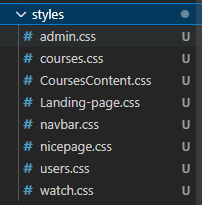 styles
# admin.css U
# courses.css U
# CoursesContent.css U
# Landing-page.css U
# navbar.css U
# nicepage.css U
# users.css U
# watch.css U